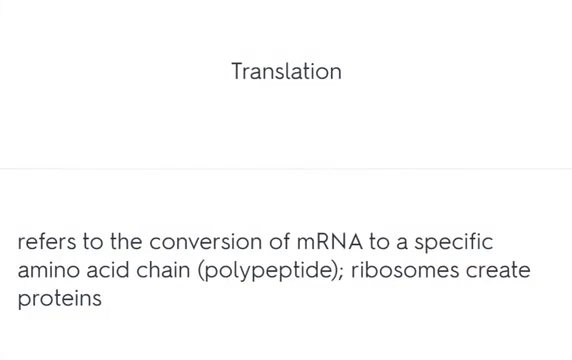 Translation
refers to the conversion of mRNA to a specific
amino acid chain (polypeptide); ribosomes create
proteins